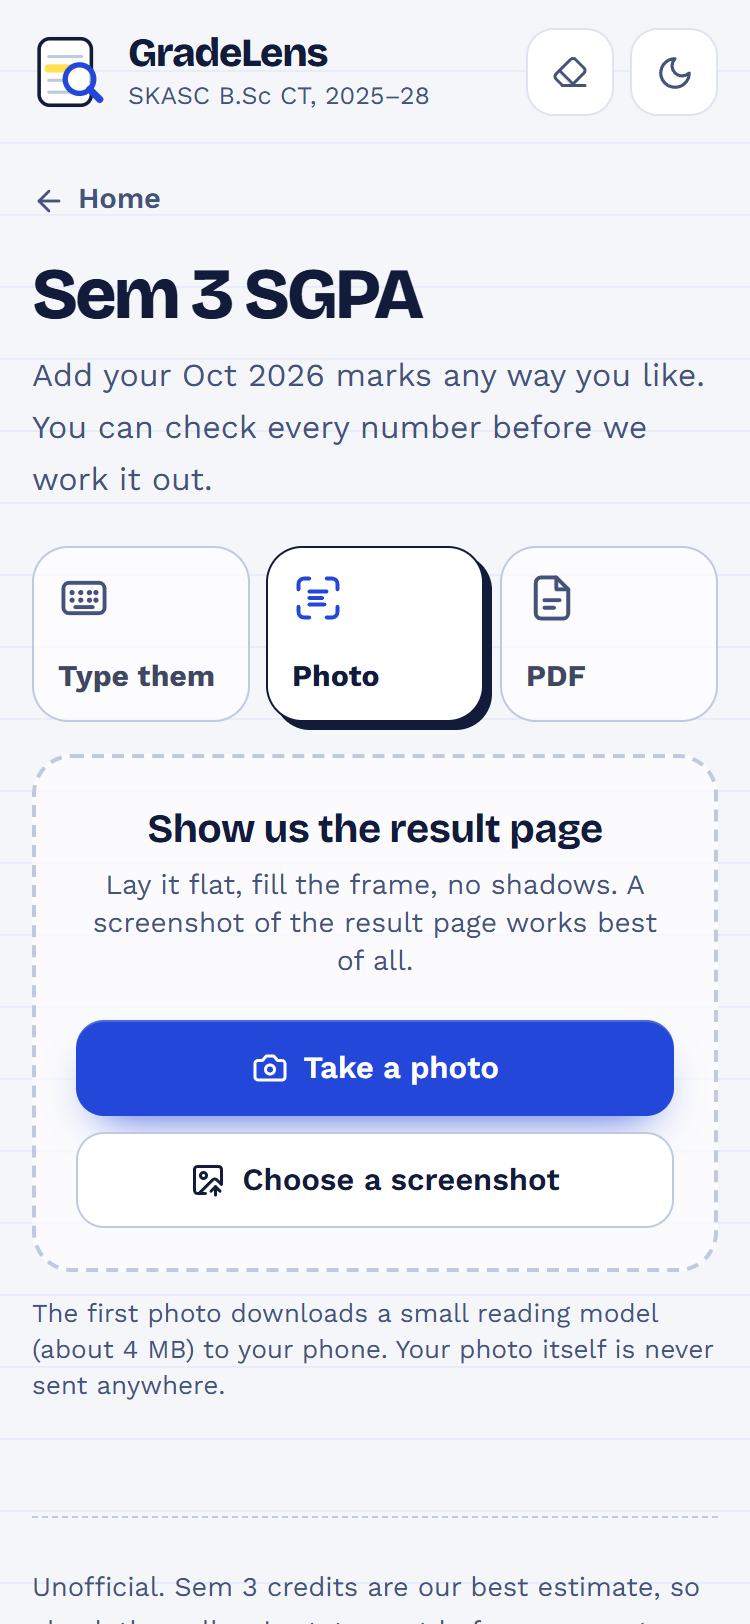 GradeLens
SKASC B.Sc CT, 2025–28
Home
Sem 3 SGPA
Add your Oct 2026 marks any way you like.
You can check every number before we
work it out.
Type them
Photo
PDF
Show us the result page
Lay it flat, fill the frame, no shadows. A
screenshot of the result page works best
of all.
Take a photo
Choose a screenshot
The first photo downloads a small reading model
(about 4 MB) to your phone. Your photo itself is never
sent anywhere.
Unofficial. Sem 3 credits are our best estimate, so